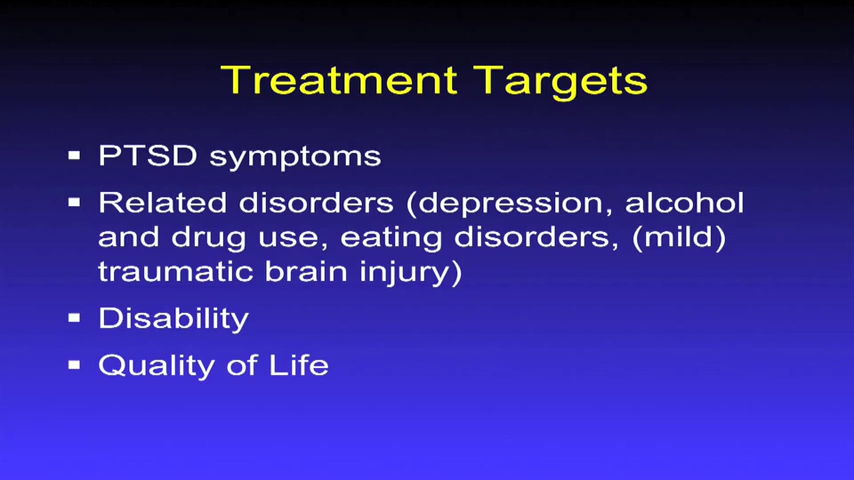 Treatment Targets
▪ PTSD symptoms
▪ Related disorders (depression, alcohol
and drug use, eating disorders, (mild)
traumatic brain injury)
▪ Disability
▪ Quality of Life